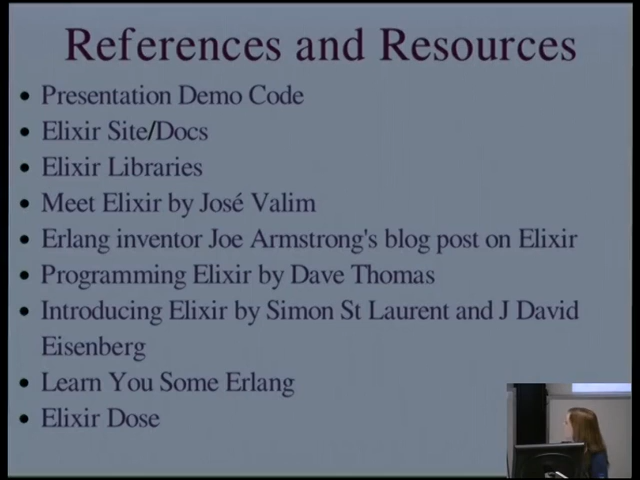 References and Resources
Presentation Demo Code
Elixir Site/Docs
Elixir Libraries
Meet Elixir by José Valim
Erlang inventor Joe Armstrong's blog post on Elixir
Programming Elixir by Dave Thomas
Introducing Elixir by Simon St Laurent and J David
Eisenberg
Learn You Some Erlang
Elixir Dose